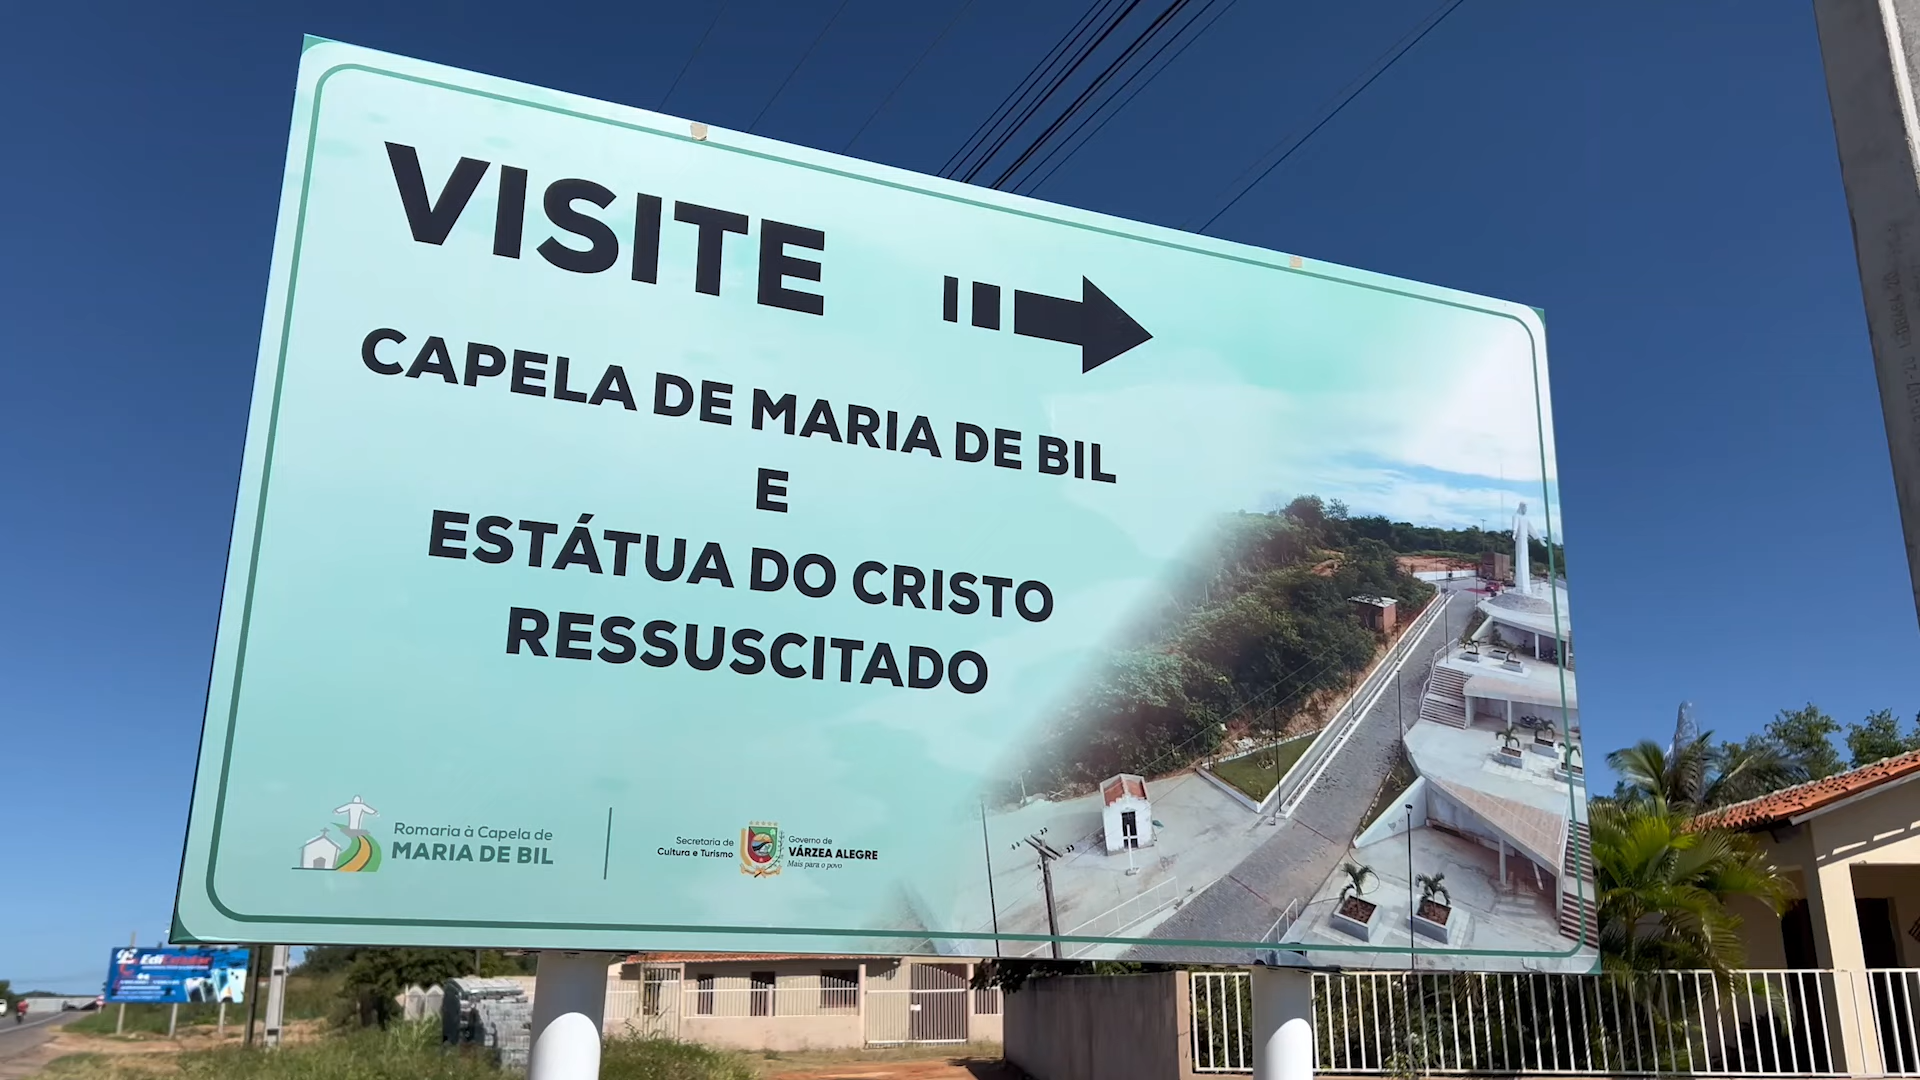 VISITE
CAPELA DE MARIA DE BIL
E
ESTÁTUA DO CRISTO
RESSUSCITADO
Romaria à Capela de
MARIA DE BIL
Secretaria de
Cultura e Turismo
Governo de
VÁRZEA ALEGRE
Mais para o povo